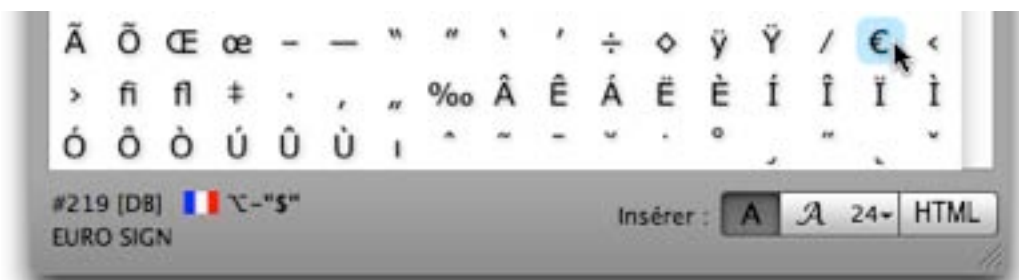 Ã Õ Œ œ – — “ ” ‘ ’ ÷ ◊ ÿ Ÿ ⁄ € ‹
› ﬁ ﬂ ‡ · ‚ „ ‰ Â Ê Á Ë È Í Î Ï Ì
Ó Ô Ò Ú Û Ù ı ˆ ˜ ¯ ˘ ˙ ˚ ¸ ˝ ˛ ˇ
#219 [DB] ⌥-"$" Insérer : A A 24 HTML
EURO SIGN